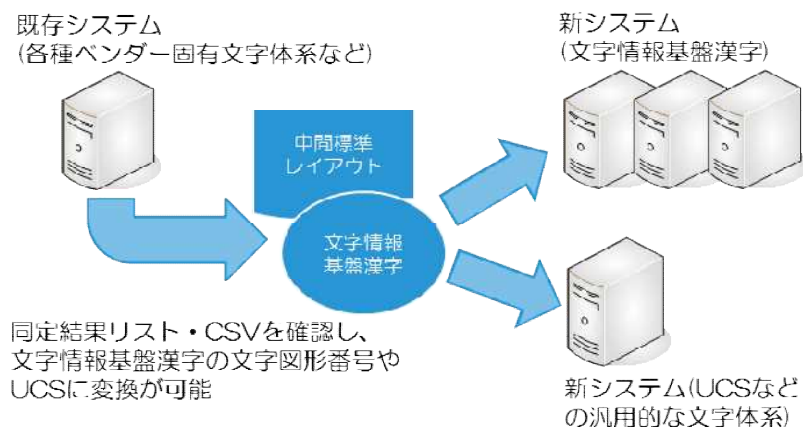 既存システム
(各種ベンダー固有文字体系など)
中間標準
レイアウト
文字情報
基盤漢字
同定結果リスト・CSVを確認し、
文字情報基盤漢字の文字図形番号や
UCSに変換が可能
新システム
(文字情報基盤漢字)
新システム(UCSなど
の汎用的な文字体系)